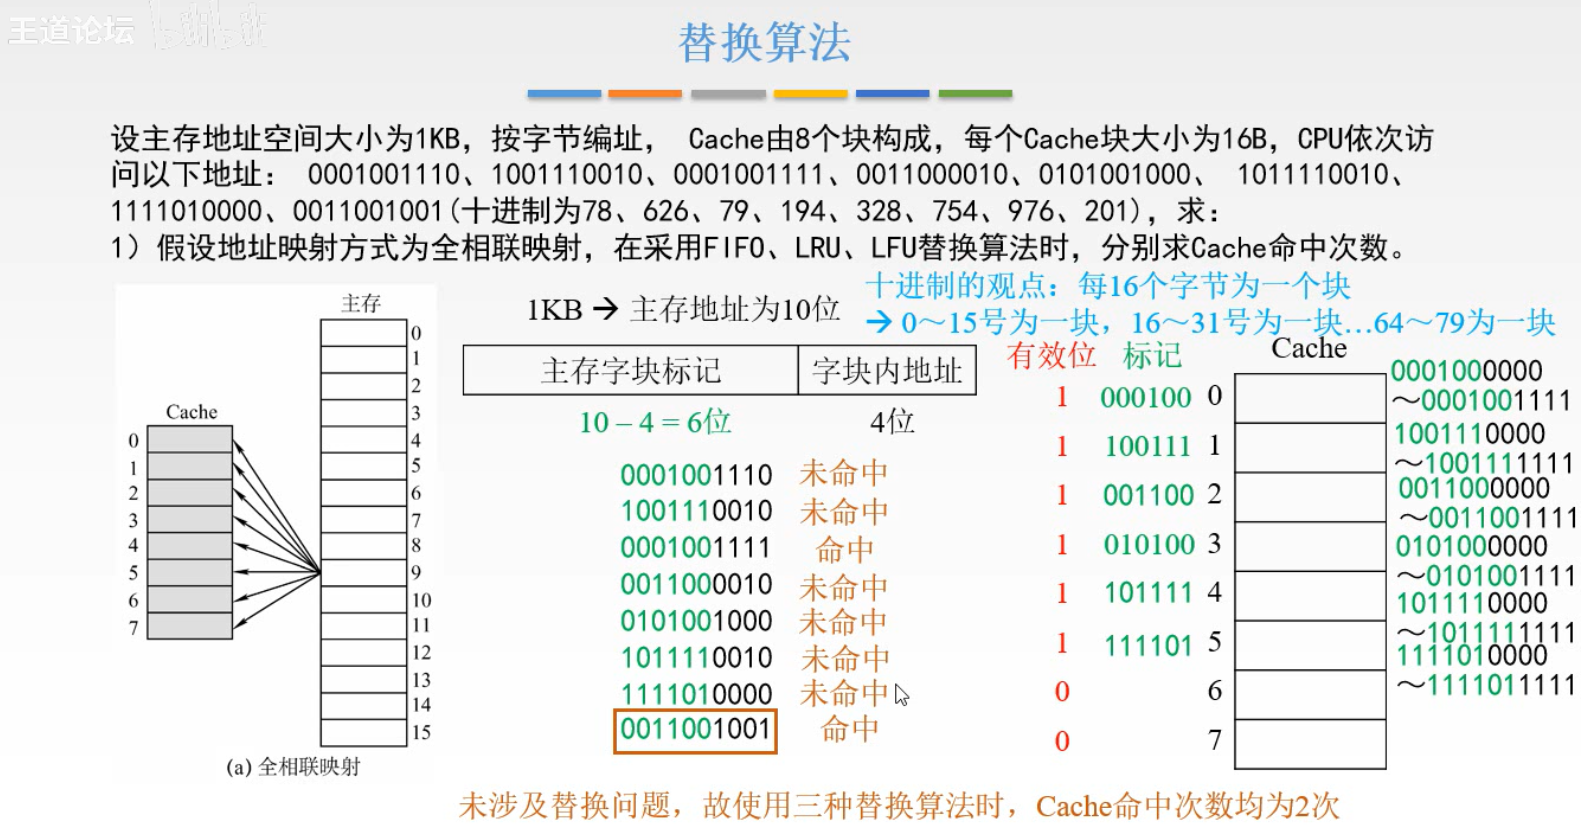 王道论坛 bilibili
替换算法
设主存地址空间大小为1KB，按字节编址， Cache由8个块构成，每个Cache块大小为16B，CPU依次访
问以下地址： 0001001110、1001110010、0001001111、0011000010、0101001000、 1011110010、
1111010000、0011001001(十进制为78、626、79、194、328、754、976、201)，求：
1）假设地址映射方式为全相联映射，在采用FIFO、LRU、LFU替换算法时，分别求Cache命中次数。
十进制的观点：每16个字节为一个块
→ 0～15号为一块，16～31号为一块…64～79为一块
1KB → 主存地址为10位
主存字块标记 字块内地址
10 – 4 = 6位 4位
0001001110 未命中
1001110010 未命中
0001001111 命中
0011000010 未命中
0101001000 未命中
1011110010 未命中
1111010000 未命中
0011001001 命中
主存
0
1
2
3
4
5
6
7
8
9
10
11
12
13
14
15
Cache
0
1
2
3
4
5
6
7
(a) 全相联映射
有效位 标记 Cache
1 000100 0
1 100111 1
1 001100 2
1 010100 3
1 101111 4
1 111101 5
0 6
0 7
0001000000
～0001001111
1001110000
～1001111111
0011000000
～0011001111
0101000000
～0101001111
1011110000
～1011111111
1111010000
～1111011111
未涉及替换问题，故使用三种替换算法时，Cache命中次数均为2次